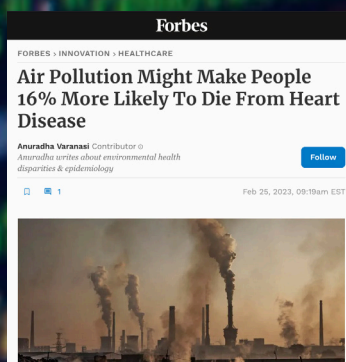 Forbes
FORBES > INNOVATION > HEALTHCARE
Air Pollution Might Make People
16% More Likely To Die From Heart
Disease
Anuradha Varanasi Contributor
Anuradha writes about environmental health
disparities & epidemiology
Follow
1
Feb 25, 2023, 09:19am EST